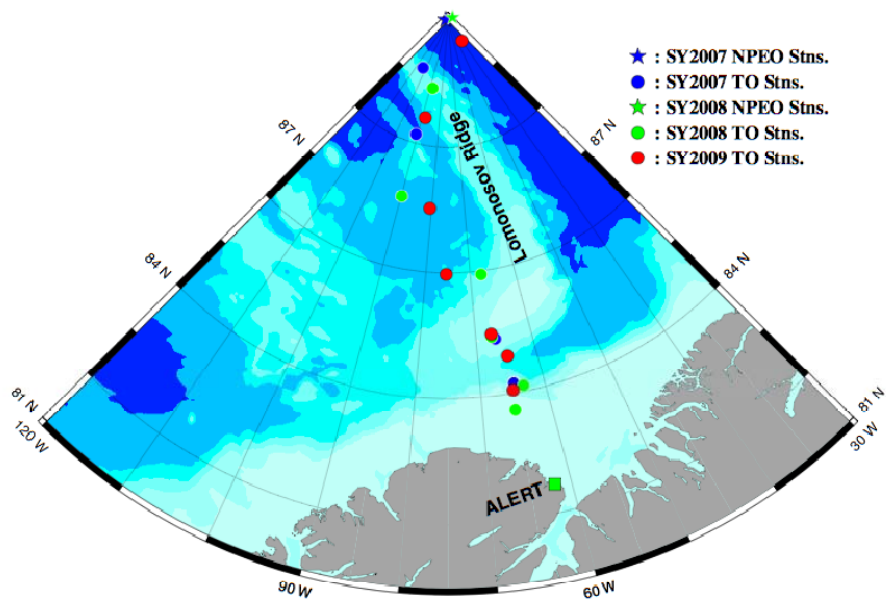 ★ : SY2007 NPEO Stns.
● : SY2007 TO Stns.
★ : SY2008 NPEO Stns.
● : SY2008 TO Stns.
● : SY2009 TO Stns.
87 N
87 N
Lomonosov Ridge
84 N
84 N
81 N
120 W
81 N
30 W
ALERT
90 W
60 W